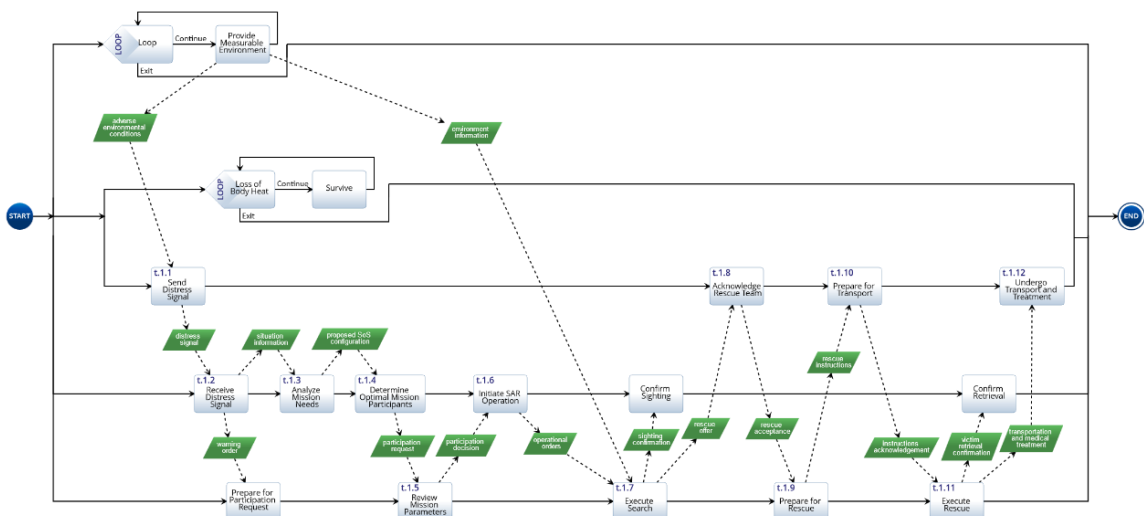 LOOP
Loop
Continue
Provide
Measurable
Environment
Exit
adverse
environmental
conditions
environment
information
LOOP
Loss of
Body Heat
Continue
Survive
Exit
START
END
t.1.1
Send
Distress
Signal
t.1.8
Acknowledge
Rescue Team
t.1.10
Prepare for
Transport
t.1.12
Undergo
Transport and
Treatment
distress
signal
situation
information
proposed SoS
configuration
rescue
instructions
t.1.2
Receive
Distress
Signal
t.1.3
Analyze
Mission
Needs
t.1.4
Determine
Optimal Mission
Participants
t.1.6
Initiate SAR
Operation
Confirm
Sighting
Confirm
Retrieval
warning
order
participation
request
participation
decision
operational
orders
sighting
confirmation
rescue
offer
rescue
acceptance
instructions
acknowledgement
victim
retrieval
confirmation
transportation
and medical
treatment
Prepare for
Participation
Request
t.1.5
Review
Mission
Parameters
t.1.7
Execute
Search
t.1.9
Prepare for
Rescue
t.1.11
Execute
Rescue